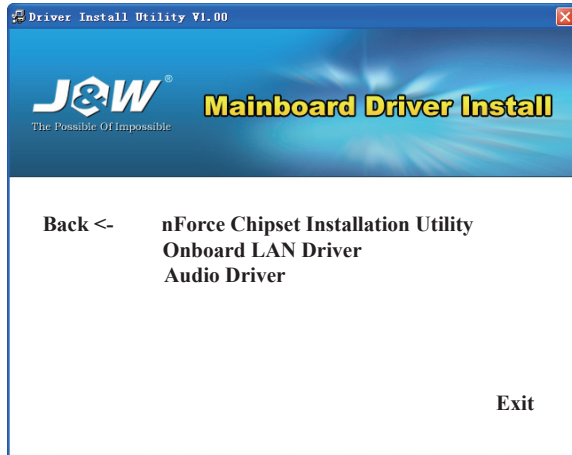 Driver Install Utility V1.00
J&W®
The Possible Of Impossible
Mainboard Driver Install
Back <- nForce Chipset Installation Utility
Onboard LAN Driver
Audio Driver
Exit